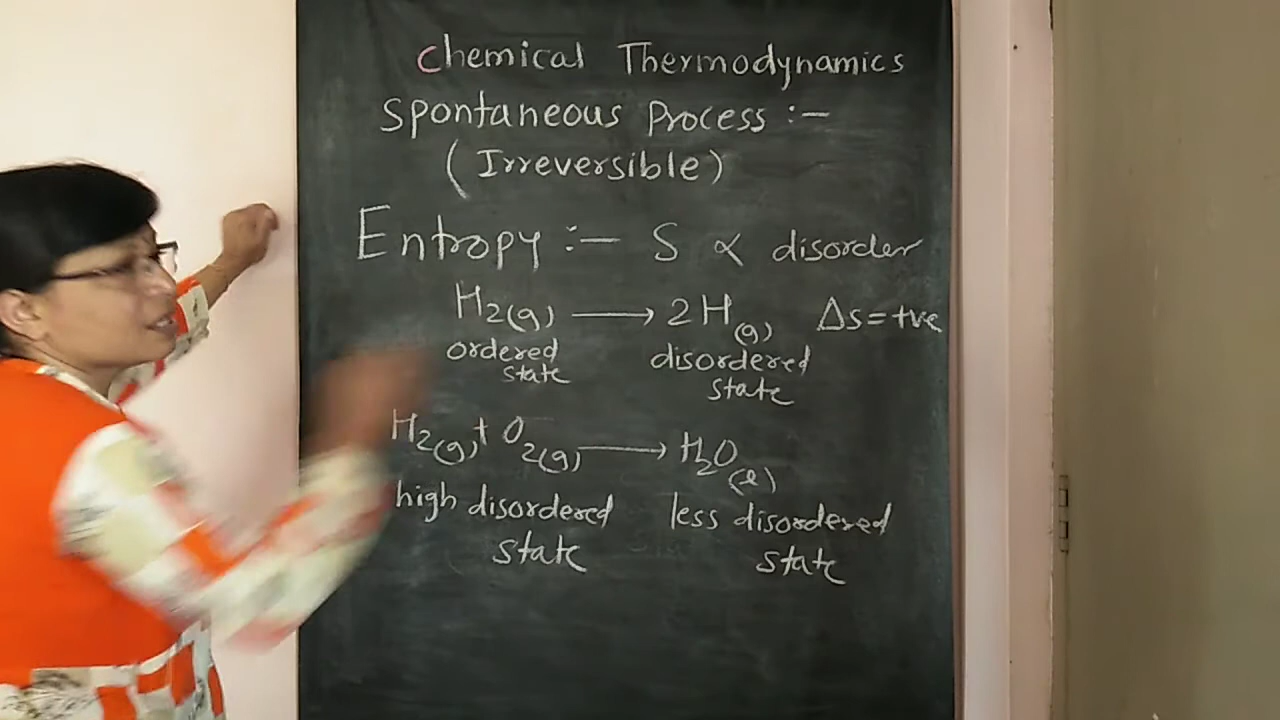 Chemical Thermodynamics
Spontaneous Process :-
(Irreversible)
Entropy :- S ∝ disorder
H2(g) → 2H(g) Δs=+ve
ordered state disordered state
H2(g) + O2(g) → H2O(l)
high disordered state less disordered state